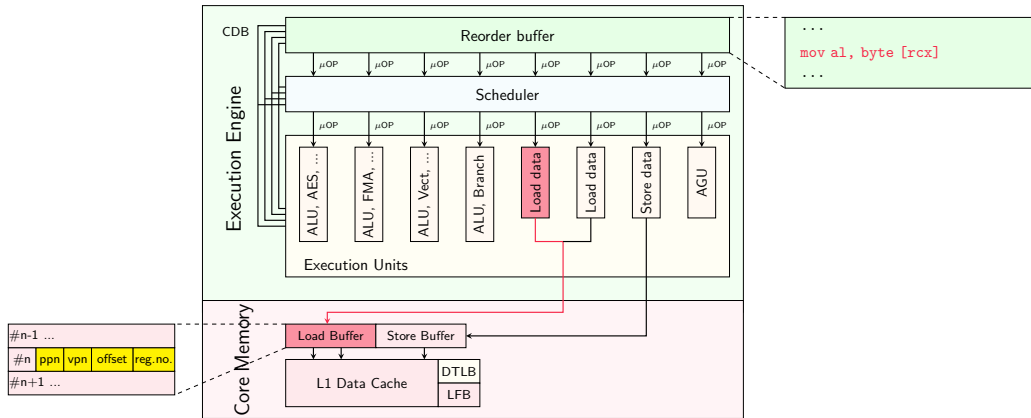 CDB
Reorder buffer
...
mov al, byte [rcx]
...
μOP μOP μOP μOP μOP μOP μOP μOP
Scheduler
μOP μOP μOP μOP μOP μOP μOP μOP
Execution Engine
ALU, AES, ...
ALU, FMA, ...
ALU, Vect, ...
ALU, Branch
Load data
Load data
Store data
AGU
Execution Units
Core Memory
#n-1 ...
#n ppn vpn offset reg.no.
#n+1 ...
Load Buffer Store Buffer
L1 Data Cache
DTLB
LFB